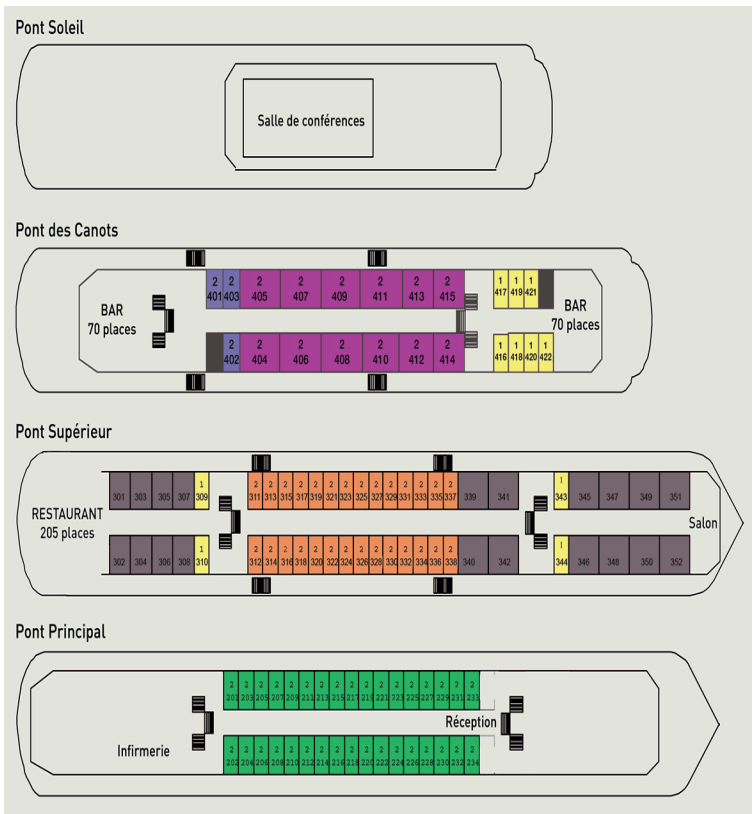 Pont Soleil
Salle de conférences
Pont des Canots
2 2 2 2 2 2 2 2 1 1 1
401 403 405 407 409 411 413 415 417 419 421
BAR
70 places
BAR
70 places
2 2 2 2 2 2 2 1 1 1 1
402 404 406 408 410 412 414 416 418 420 422
Pont Supérieur
1 2 2 2 2 2 2 2 2 2 2 2 2 2 2 1
301 303 305 307 309 311 313 315 317 319 321 323 325 327 329 331 333 335 337 339 341 343 345 347 349 351
RESTAURANT
205 places
Salon
1 2 2 2 2 2 2 2 2 2 2 2 2 2 2 1
302 304 306 308 310 312 314 316 318 320 322 324 326 328 330 332 334 336 338 340 342 344 346 348 350 352
Pont Principal
2 2 2 2 2 2 2 2 2 2 2 2 2 2 2 2 2
201 203 205 207 209 211 213 215 217 219 221 223 225 227 229 231 233
Réception
Infirmerie
2 2 2 2 2 2 2 2 2 2 2 2 2 2 2 2 2
202 204 206 208 210 212 214 216 218 220 222 224 226 228 230 232 234